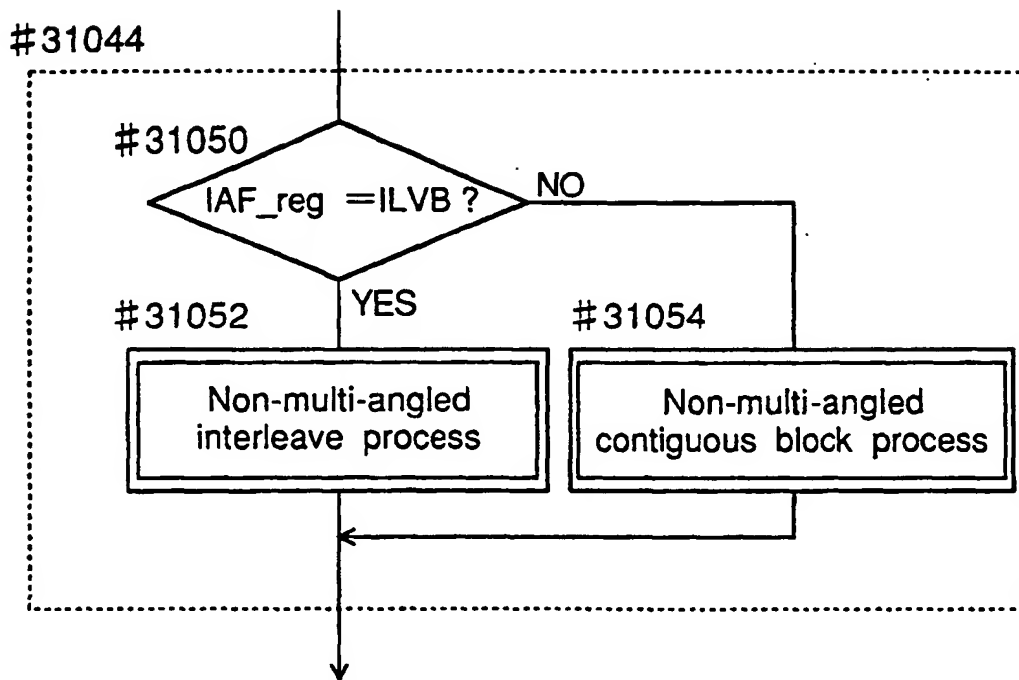 #31044
#31050
IAF_reg =ILVB ?
NO
YES
#31052
#31054
Non-multi-angled
interleave process
Non-multi-angled
contiguous block process